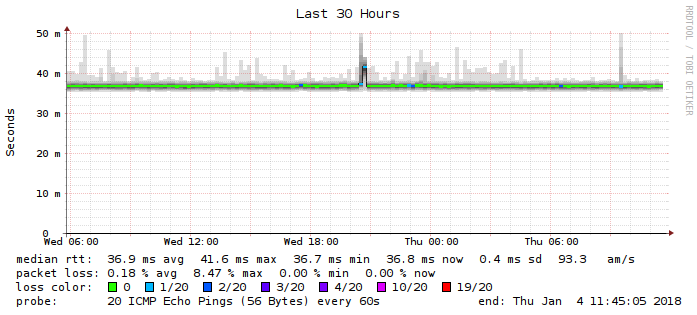 Last 30 Hours
RRDTOOL / TOBI OETIKER
Seconds
50 m
40 m
30 m
20 m
10 m
0
Wed 06:00 Wed 12:00 Wed 18:00 Thu 00:00 Thu 06:00
median rtt: 36.9 ms avg 41.6 ms max 36.7 ms min 36.8 ms now 0.4 ms sd 93.3 am/s
packet loss: 0.18 % avg 8.47 % max 0.00 % min 0.00 % now
loss color: 0 1/20 2/20 3/20 4/20 10/20 19/20
probe: 20 ICMP Echo Pings (56 Bytes) every 60s end: Thu Jan 4 11:45:05 2018